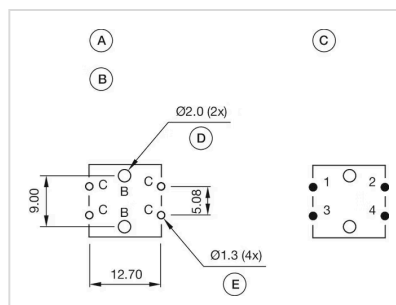 A
C
B
Ø2.0 (2x)
D
C B C
C B C
9.00
5.08
12.70
Ø1.3 (4x)
E
1 2
3 4